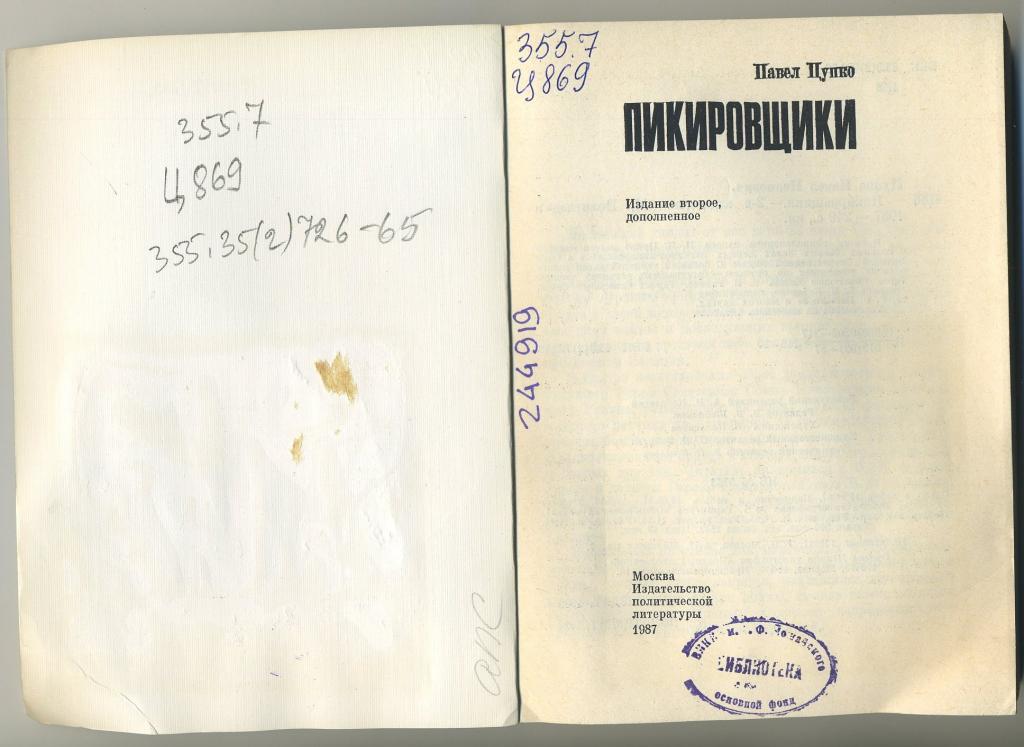 355.7
Ц869
355.35(2)726-65
апс
355.7
Ц869
Павел Цупко
ПИКИРОВЩИКИ
Издание второе,
дополненное
244919
Москва
Издательство
политической
литературы
1987
БИБЛИОТЕКА
основной фонд